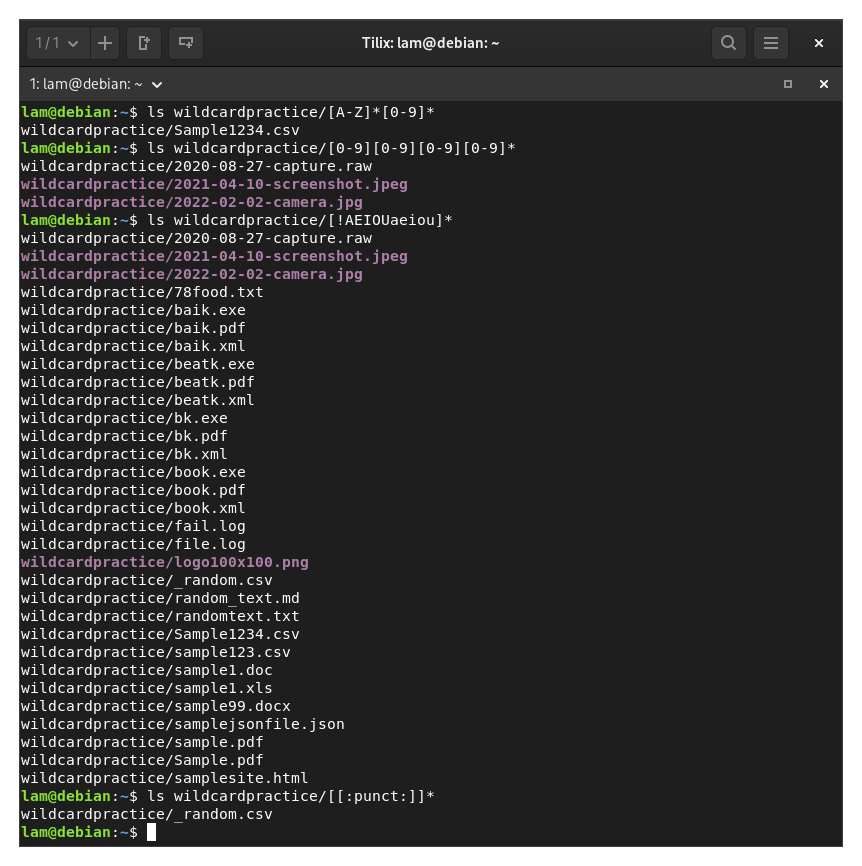 1 / 1
Tilix: lam@debian: ~
1: lam@debian: ~
lam@debian:~$ ls wildcardpractice/[A-Z]*[0-9]*
wildcardpractice/Sample1234.csv
lam@debian:~$ ls wildcardpractice/[0-9][0-9][0-9][0-9]*
wildcardpractice/2020-08-27-capture.raw
wildcardpractice/2021-04-10-screenshot.jpeg
wildcardpractice/2022-02-02-camera.jpg
lam@debian:~$ ls wildcardpractice/[!AEIOUaeiou]*
wildcardpractice/2020-08-27-capture.raw
wildcardpractice/2021-04-10-screenshot.jpeg
wildcardpractice/2022-02-02-camera.jpg
wildcardpractice/78food.txt
wildcardpractice/baik.exe
wildcardpractice/baik.pdf
wildcardpractice/baik.xml
wildcardpractice/beatk.exe
wildcardpractice/beatk.pdf
wildcardpractice/beatk.xml
wildcardpractice/bk.exe
wildcardpractice/bk.pdf
wildcardpractice/bk.xml
wildcardpractice/book.exe
wildcardpractice/book.pdf
wildcardpractice/book.xml
wildcardpractice/fail.log
wildcardpractice/file.log
wildcardpractice/logo100x100.png
wildcardpractice/_random.csv
wildcardpractice/random_text.md
wildcardpractice/randomtext.txt
wildcardpractice/Sample1234.csv
wildcardpractice/sample123.csv
wildcardpractice/sample1.doc
wildcardpractice/sample1.xls
wildcardpractice/sample99.docx
wildcardpractice/samplejsonfile.json
wildcardpractice/sample.pdf
wildcardpractice/Sample.pdf
wildcardpractice/samplesite.html
lam@debian:~$ ls wildcardpractice/[[:punct:]]*
wildcardpractice/_random.csv
lam@debian:~$